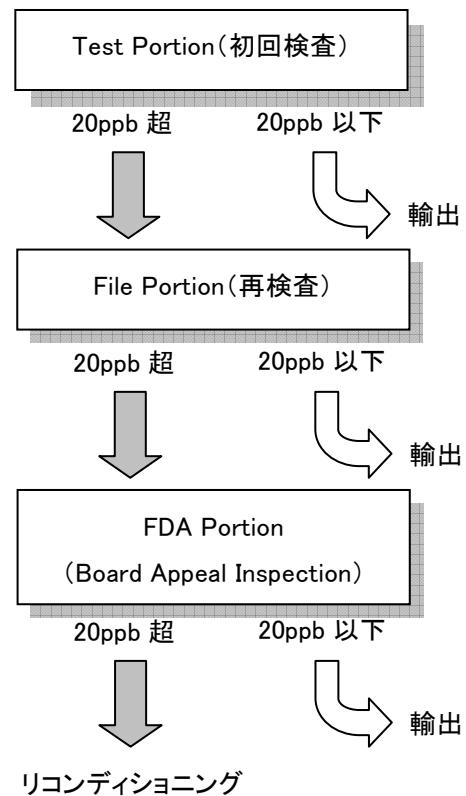 Test Portion（初回検査）
20ppb 超 20ppb 以下
輸出
File Portion（再検査）
20ppb 超 20ppb 以下
輸出
FDA Portion
（Board Appeal Inspection）
20ppb 超 20ppb 以下
輸出
リコンディショニング